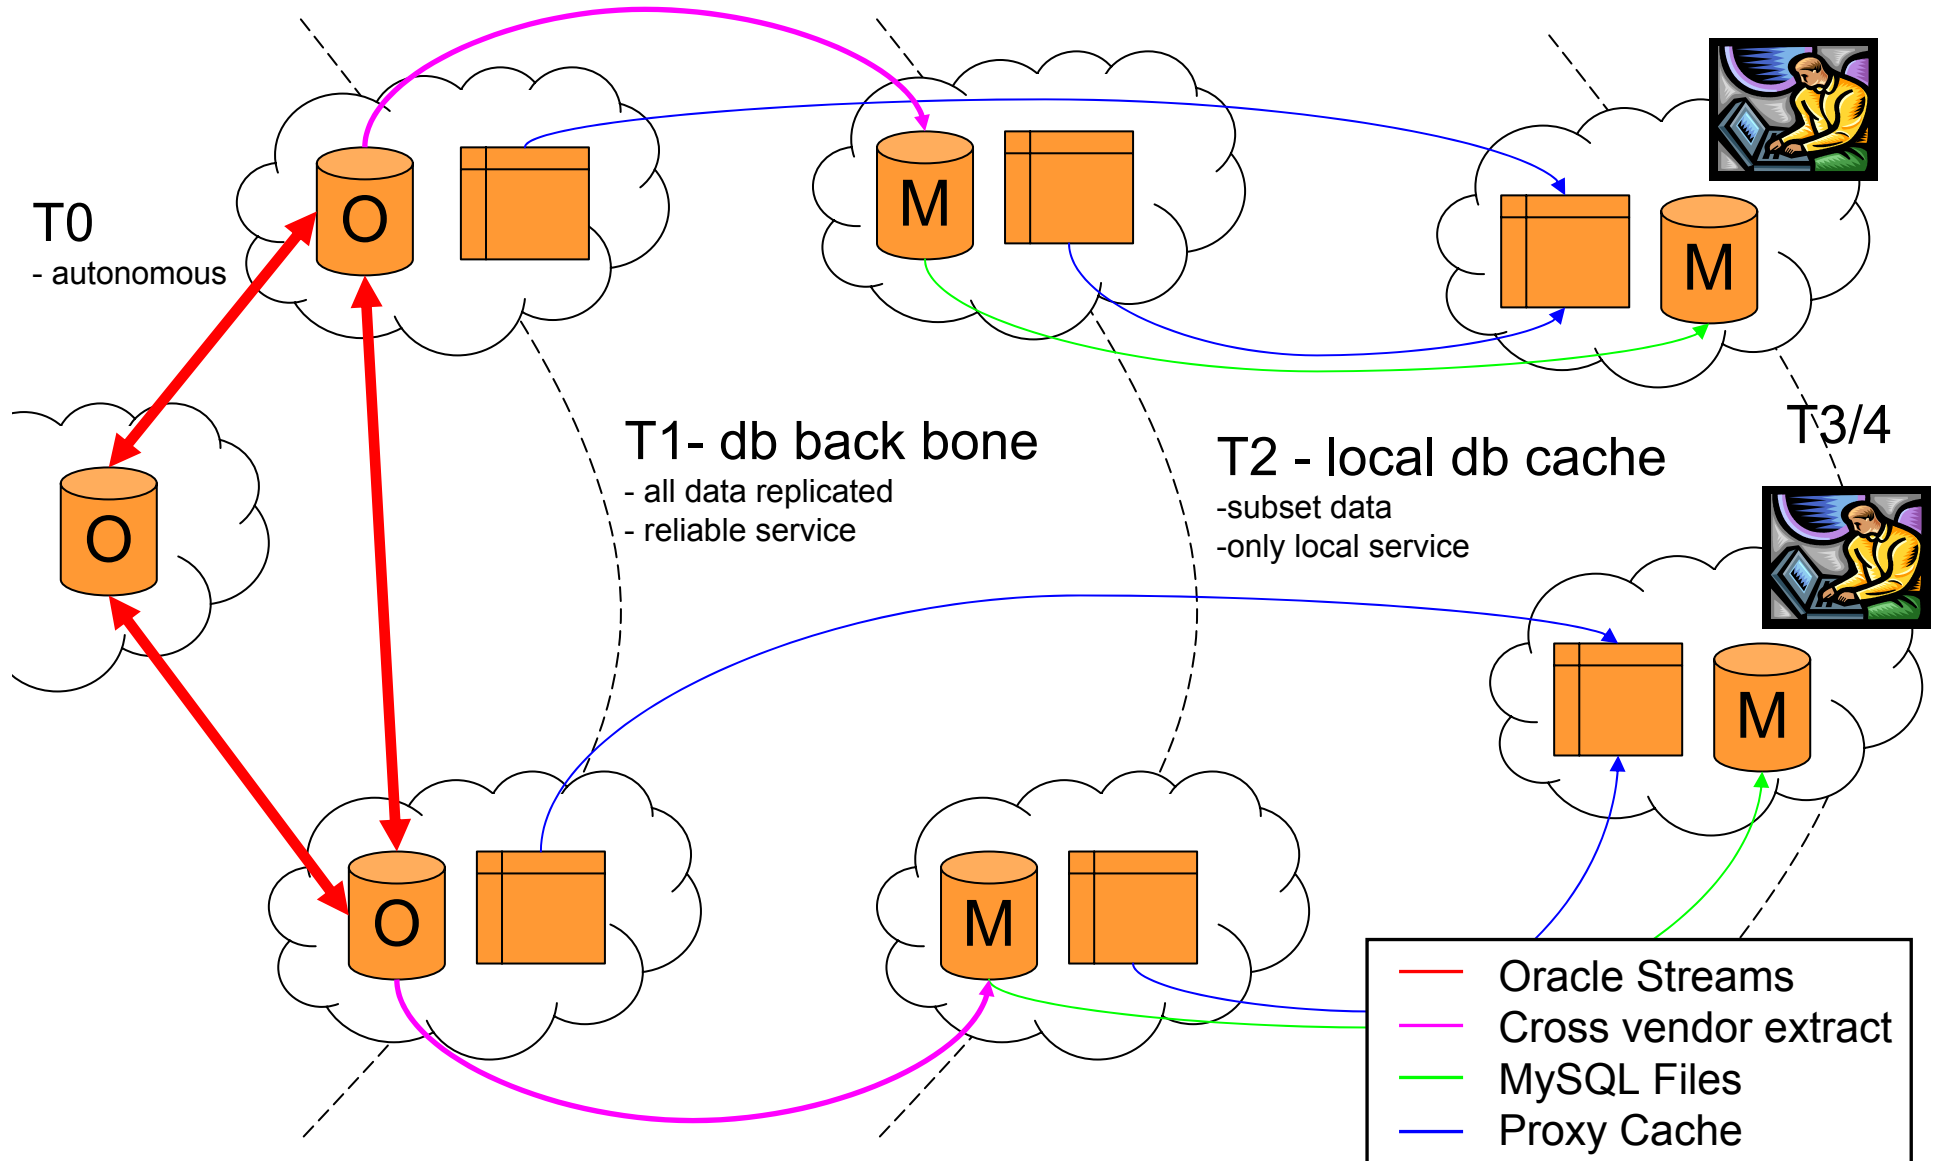 T0
- autonomous
O
M
M
O
T1- db back bone
- all data replicated
- reliable service
T2 - local db cache
-subset data
-only local service
T3/4
O
M
M
Oracle Streams
Cross vendor extract
MySQL Files
Proxy Cache